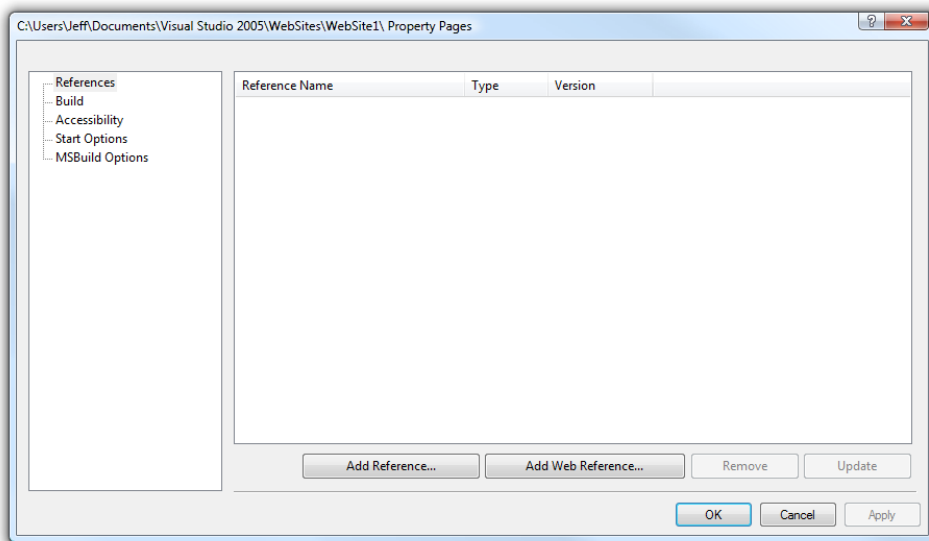 C:\Users\Jeff\Documents\Visual Studio 2005\WebSites\WebSite1\ Property Pages
?
References
Build
Accessibility
Start Options
MSBuild Options
Reference Name Type Version
Add Reference... Add Web Reference... Remove Update
OK Cancel Apply